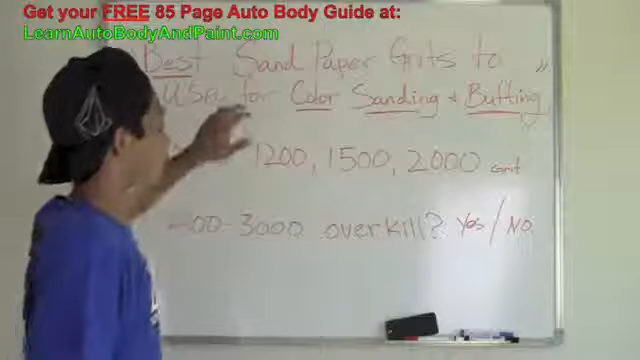 Get your FREE 85 Page Auto Body Guide at:
LearnAutoBodyAndPaint.com
Best Sand Paper Grits to
Use for Color Sanding + Buffing
1200, 1500, 2000
00-3000 overkill? Yes/No